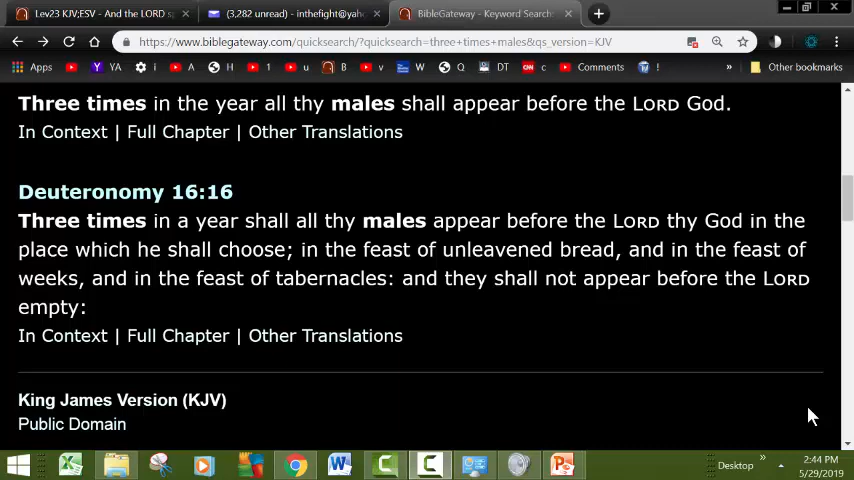 Lev23 KJV;ESV - And the LORD s
(3,282 unread) - inthefight@yah
BibleGateway - Keyword Search:
https://www.biblegateway.com/quicksearch/?quicksearch=three+times+males&qs_version=KJV
Apps YA i A H 1 u B v W Q DT c Comments ! » Other bookmarks
Three times in the year all thy males shall appear before the LORD God.
In Context | Full Chapter | Other Translations
Deuteronomy 16:16
Three times in a year shall all thy males appear before the LORD thy God in the
place which he shall choose; in the feast of unleavened bread, and in the feast of
weeks, and in the feast of tabernacles: and they shall not appear before the LORD
empty:
In Context | Full Chapter | Other Translations
King James Version (KJV)
Public Domain
Desktop » 2:44 PM
5/29/2019